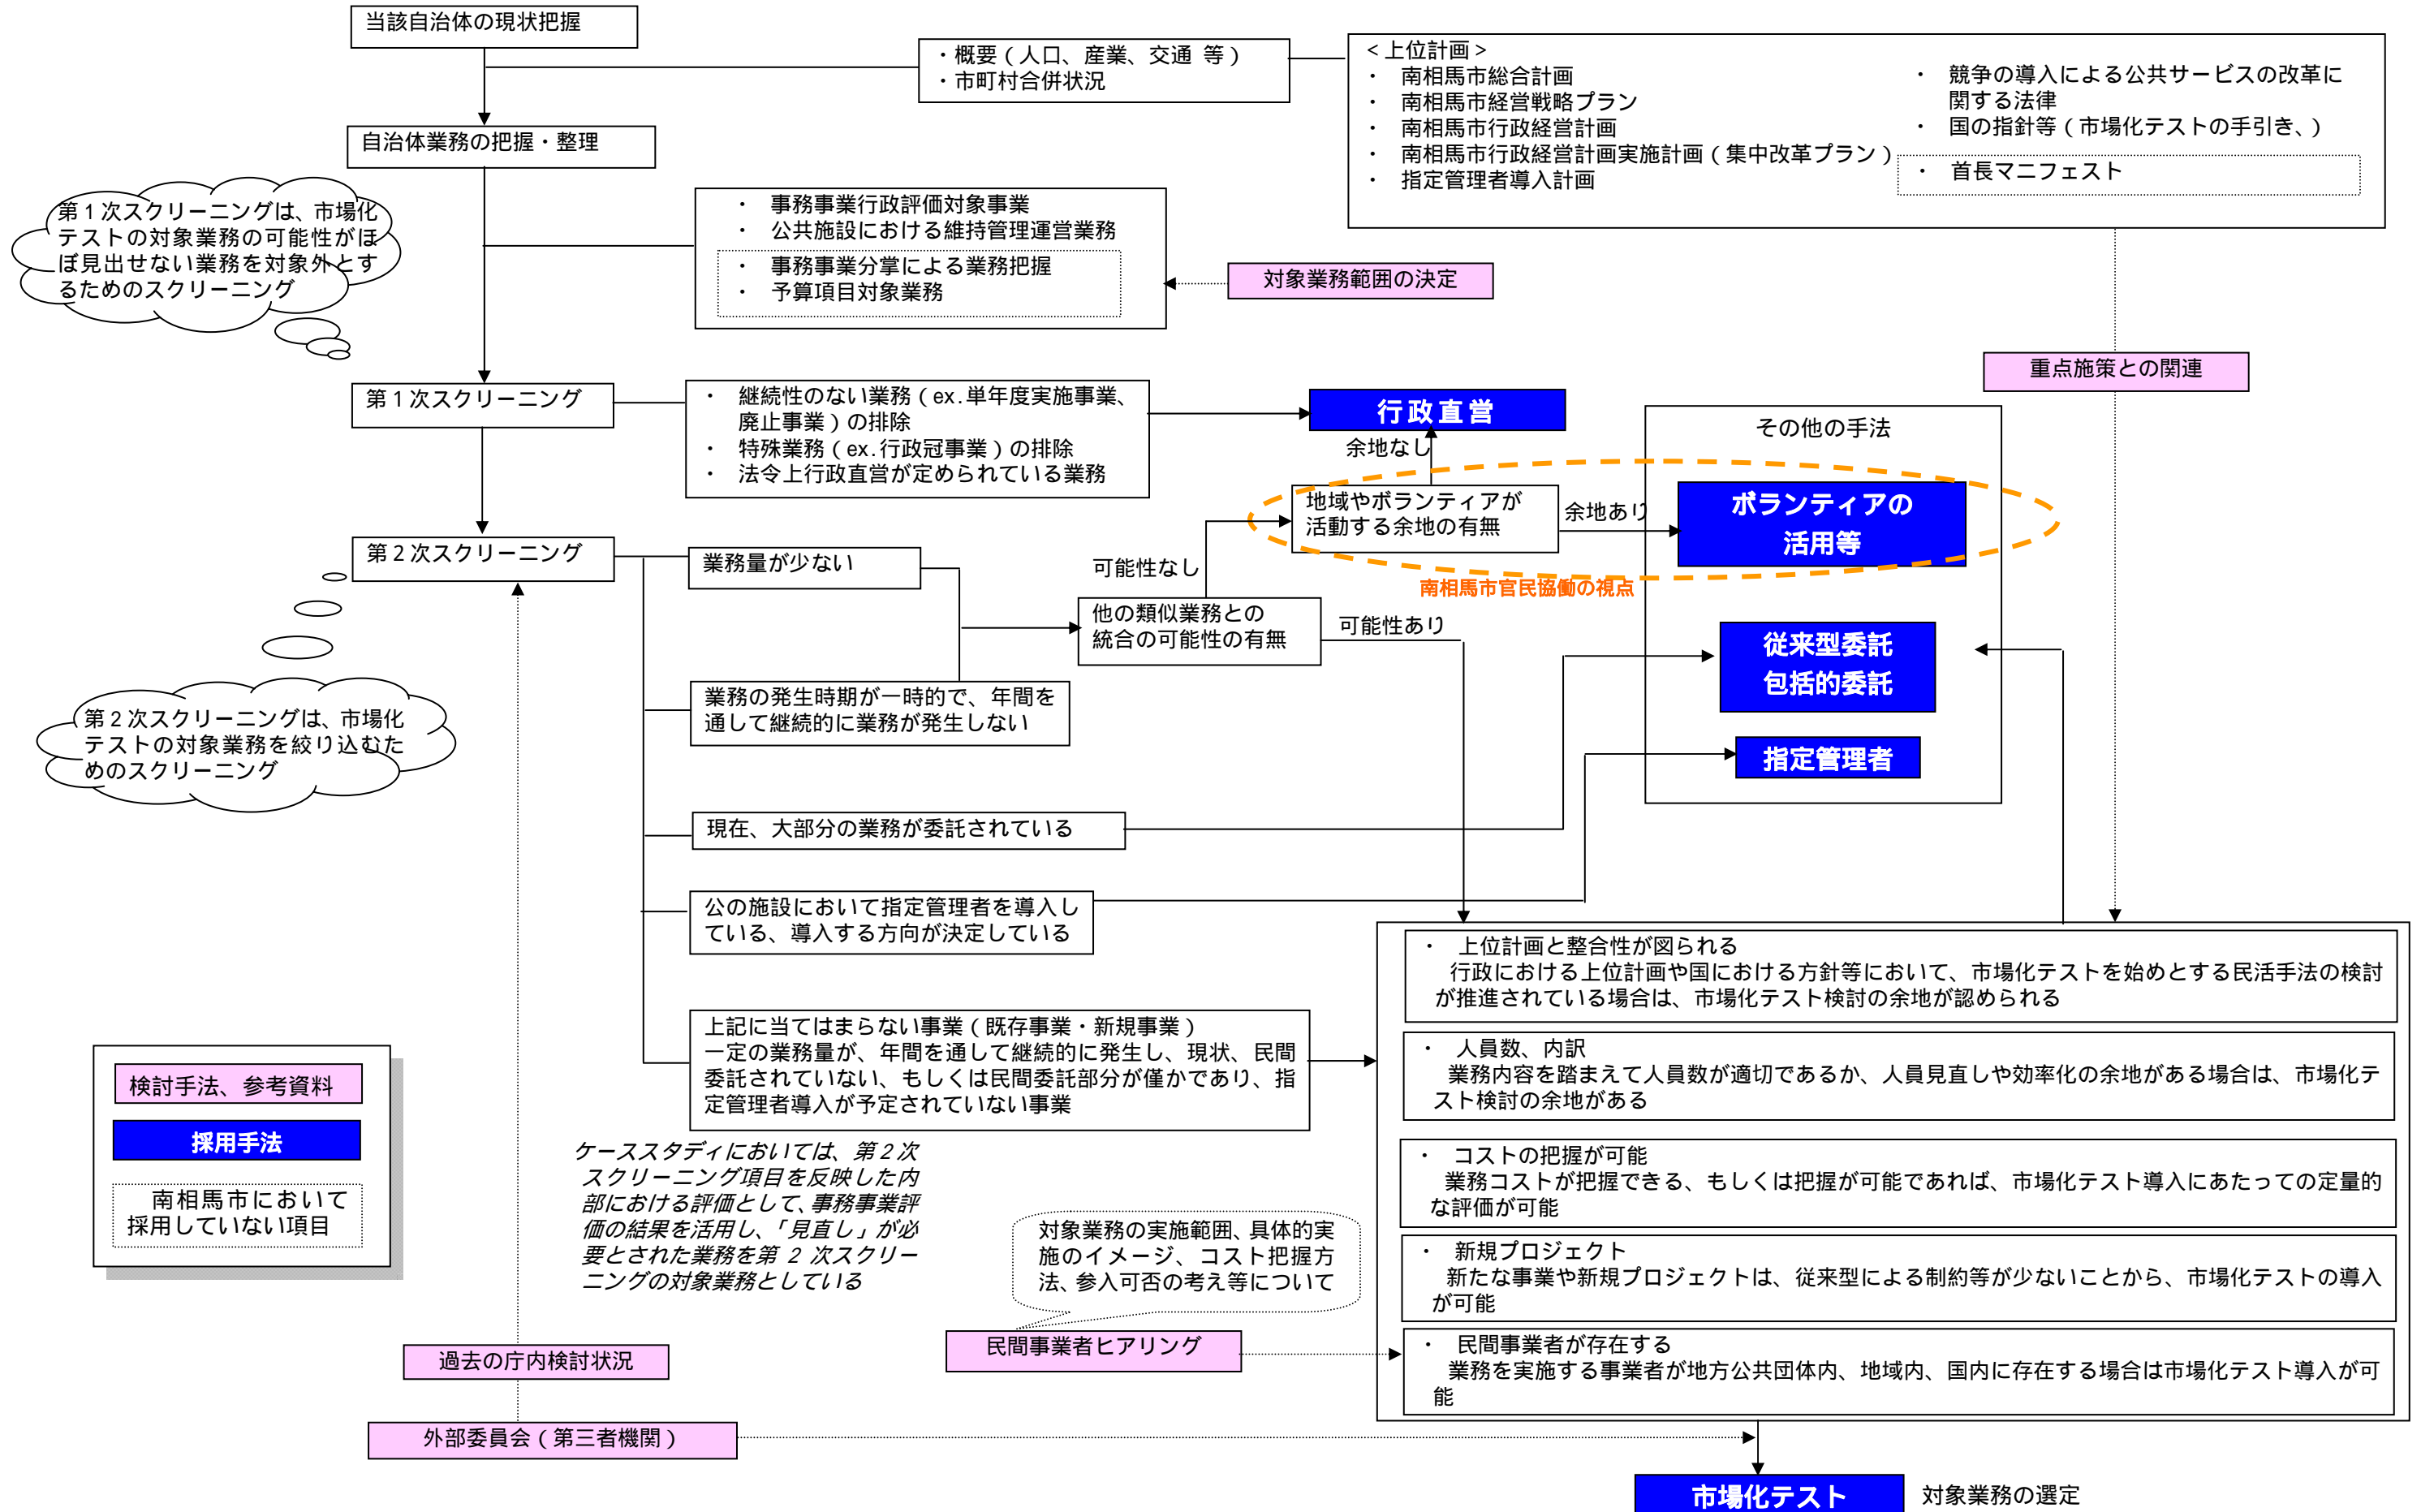 当該自治体の現状把握
・概要（人口、産業、交通 等）
・市町村合併状況
＜上位計画＞
・ 南相馬市総合計画
・ 南相馬市経営戦略プラン
・ 南相馬市行政経営計画
・ 南相馬市行政経営計画実施計画（集中改革プラン）
・ 指定管理者導入計画
・ 競争の導入による公共サービスの改革に
関する法律
・ 国の指針等（市場化テストの手引き、）
・ 首長マニフェスト
自治体業務の把握・整理
第１次スクリーニングは、市場化
テストの対象業務の可能性がほ
ぼ見出せない業務を対象外とす
るためのスクリーニング
・ 事務事業行政評価対象事業
・ 公共施設における維持管理運営業務
・ 事務事業分掌による業務把握
・ 予算項目対象業務
対象業務範囲の決定
重点施策との関連
第１次スクリーニング
・ 継続性のない業務（ex.単年度実施事業、
廃止事業）の排除
・ 特殊業務（ex.行政冠事業）の排除
・ 法令上行政直営が定められている業務
行政直営
余地なし
その他の手法
地域やボランティアが
活動する余地の有無
余地あり
ボランティアの
活用等
南相馬市官民協働の視点
第２次スクリーニング
業務量が少ない
可能性なし
他の類似業務との
統合の可能性の有無
可能性あり
従来型委託
包括的委託
指定管理者
第２次スクリーニングは、市場化
テストの対象業務を絞り込むた
めのスクリーニング
業務の発生時期が一時的で、年間を
通して継続的に業務が発生しない
現在、大部分の業務が委託されている
公の施設において指定管理者を導入し
ている、導入する方向が決定している
上記に当てはまらない事業（既存事業・新規事業）
一定の業務量が、年間を通して継続的に発生し、現状、民間
委託されていない、もしくは民間委託部分が僅かであり、指
定管理者導入が予定されていない事業
・ 上位計画と整合性が図られる
行政における上位計画や国における方針等において、市場化テストを始めとする民活手法の検討
が推進されている場合は、市場化テスト検討の余地が認められる
・ 人員数、内訳
業務内容を踏まえて人員数が適切であるか、人員見直しや効率化の余地がある場合は、市場化テ
スト検討の余地がある
・ コストの把握が可能
業務コストが把握できる、もしくは把握が可能であれば、市場化テスト導入にあたっての定量的
な評価が可能
・ 新規プロジェクト
新たな事業や新規プロジェクトは、従来型による制約等が少ないことから、市場化テストの導入
が可能
・ 民間事業者が存在する
業務を実施する事業者が地方公共団体内、地域内、国内に存在する場合は市場化テスト導入が可
能
検討手法、参考資料
採用手法
南相馬市において
採用していない項目
ケーススタディにおいては、第２次
スクリーニング項目を反映した内
部における評価として、事務事業評
価の結果を活用し、「見直し」が必
要とされた業務を第 2 次スクリー
ニングの対象業務としている
対象業務の実施範囲、具体的実
施のイメージ、コスト把握方
法、参入可否の考え等について
民間事業者ヒアリング
過去の庁内検討状況
外部委員会（第三者機関）
市場化テスト
対象業務の選定